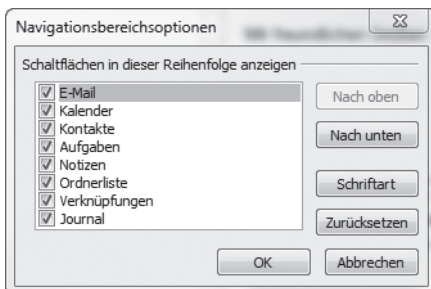 Navigationsbereichsoptionen
Schaltflächen in dieser Reihenfolge anzeigen
E-Mail
Kalender
Kontakte
Aufgaben
Notizen
Ordnerliste
Verknüpfungen
Journal
Nach oben
Nach unten
Schriftart
Zurücksetzen
OK
Abbrechen